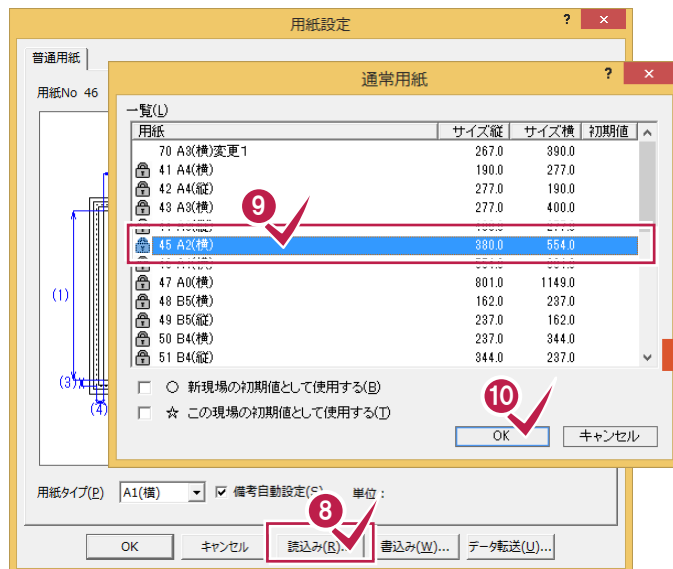 用紙設定
? ×
普通用紙
用紙No 46
通常用紙
? ×
一覧(L)
用紙 サイズ縦 サイズ横 初期値
70 A3(横)変更1 267.0 390.0
41 A4(横) 190.0 277.0
42 A4(縦) 277.0 190.0
43 A3(横) 277.0 400.0
9
45 A2(横) 380.0 554.0
47 A0(横) 801.0 1149.0
48 B5(横) 162.0 237.0
49 B5(縦) 237.0 162.0
50 B4(横) 237.0 344.0
51 B4(縦) 344.0 237.0
(1)
(3)
(4)
○ 新現場の初期値として使用する(B)
☆ この現場の初期値として使用する(T)
10
OK キャンセル
用紙タイプ(P) A1(横) 備考自動設定(S) 単位:
8
OK キャンセル 読込み(R)... 書込み(W)... データ転送(U)...